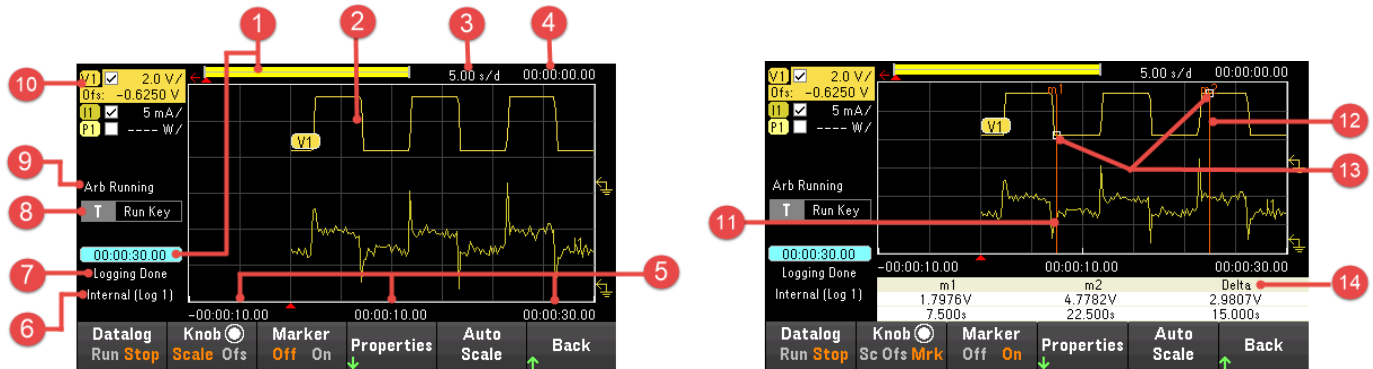 1
2
3
4
10
V1 2.0 V/
5.00 s/d 00:00:00.00
Ofs: -0.6250 V
I1 5 mA/
P1 ---- W/
V1
9
Arb Running
8
T Run Key
I1
00:00:30.00
7
Logging Done
5
6
Internal (Log 1)
-00:00:10.00 00:00:10.00 00:00:30.00
Datalog Knob Marker Properties Auto Back
Run Stop Scale Ofs Off On Scale
V1 2.0 V/
5.00 s/d 00:00:00.00
Ofs: -0.6250 V
m1 m2
I1 5 mA/
P1 ---- W/
V1
12
13
Arb Running
T Run Key
11
I1
00:00:30.00
Logging Done
-00:00:10.00 00:00:10.00 00:00:30.00
Internal (Log 1)
m1 m2 Delta
14
1.7976V 4.7782V 2.9807V
7.500s 22.500s 15.000s
Datalog Knob Marker Properties Auto Back
Run Stop Sc Ofs Mrk Off On Scale